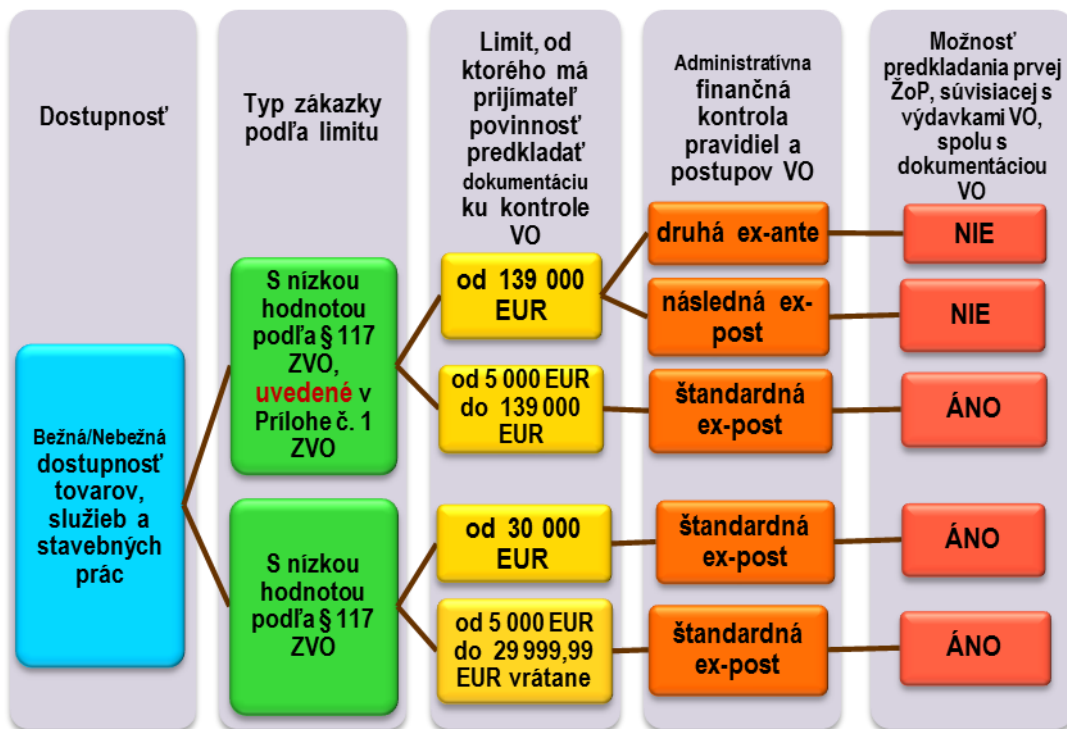 Dostupnosť
Typ zákazky
podľa limitu
Limit, od
ktorého má
prijímateľ
povinnosť
predkladať
dokumentáciu
ku kontrole
VO
Administratívna
finančná
kontrola
pravidiel a
postupov VO
Možnosť
predkladania prvej
ŽoP, súvisiacej s
výdavkami VO,
spolu s
dokumentáciou
VO
Bežná/Nebežná
dostupnosť
tovarov,
služieb a
stavebných
prác
S nízkou
hodnotou
podľa § 117
ZVO,
uvedené v
Prílohe č. 1
ZVO
od 139 000
EUR
druhá ex-ante
NIE
následná ex-
post
NIE
od 5 000 EUR
do 139 000
EUR
štandardná
ex-post
ÁNO
S nízkou
hodnotou
podľa § 117
ZVO
od 30 000
EUR
štandardná
ex-post
ÁNO
od 5 000 EUR
do 29 999,99
EUR vrátane
štandardná
ex-post
ÁNO